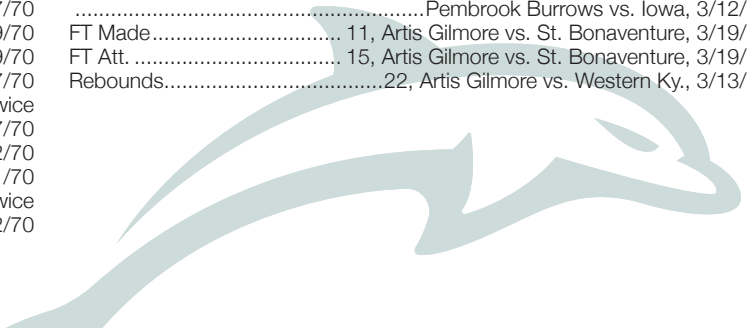 7/70
9/70
9/70
7/70
wice
7/70
2/70
/70
wice
2/70
................................................Pembrook Burrows vs. Iowa, 3/12/
FT Made.............................. 11, Artis Gilmore vs. St. Bonaventure, 3/19/
FT Att. ................................. 15, Artis Gilmore vs. St. Bonaventure, 3/19/
Rebounds...................................22, Artis Gilmore vs. Western Ky., 3/13/